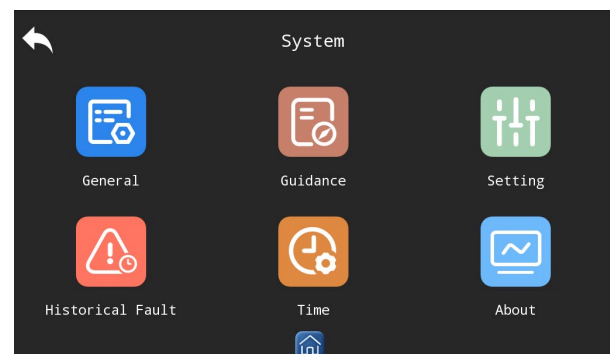 System
General
Guidance
Setting
Historical Fault
Time
About